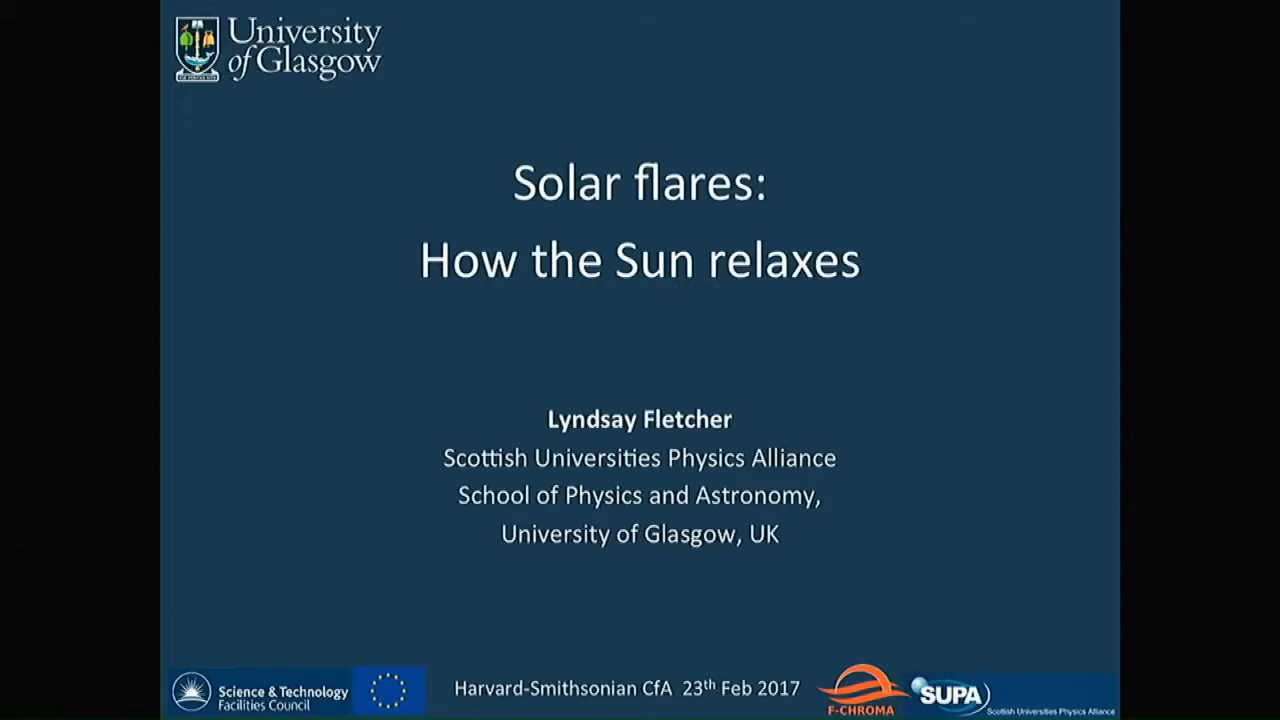 University
of Glasgow
Solar flares:
How the Sun relaxes
Lyndsay Fletcher
Scottish Universities Physics Alliance
School of Physics and Astronomy,
University of Glasgow, UK
Science & Technology
Facilities Council
Harvard-Smithsonian CfA 23th Feb 2017
F-CHROMA
SUPA
Scottish Universities Physics Alliance